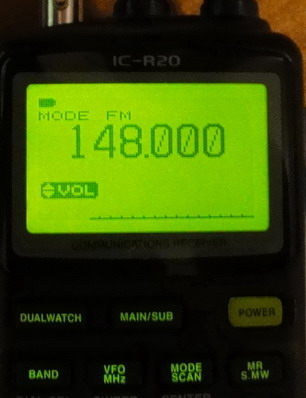 IC-R20
MODE FM
148.000
VOL
COMMUNICATIONS RECEIVER
DUALWATCH MAIN/SUB POWER
BAND VFO MHz MODE SCAN MR S.MW